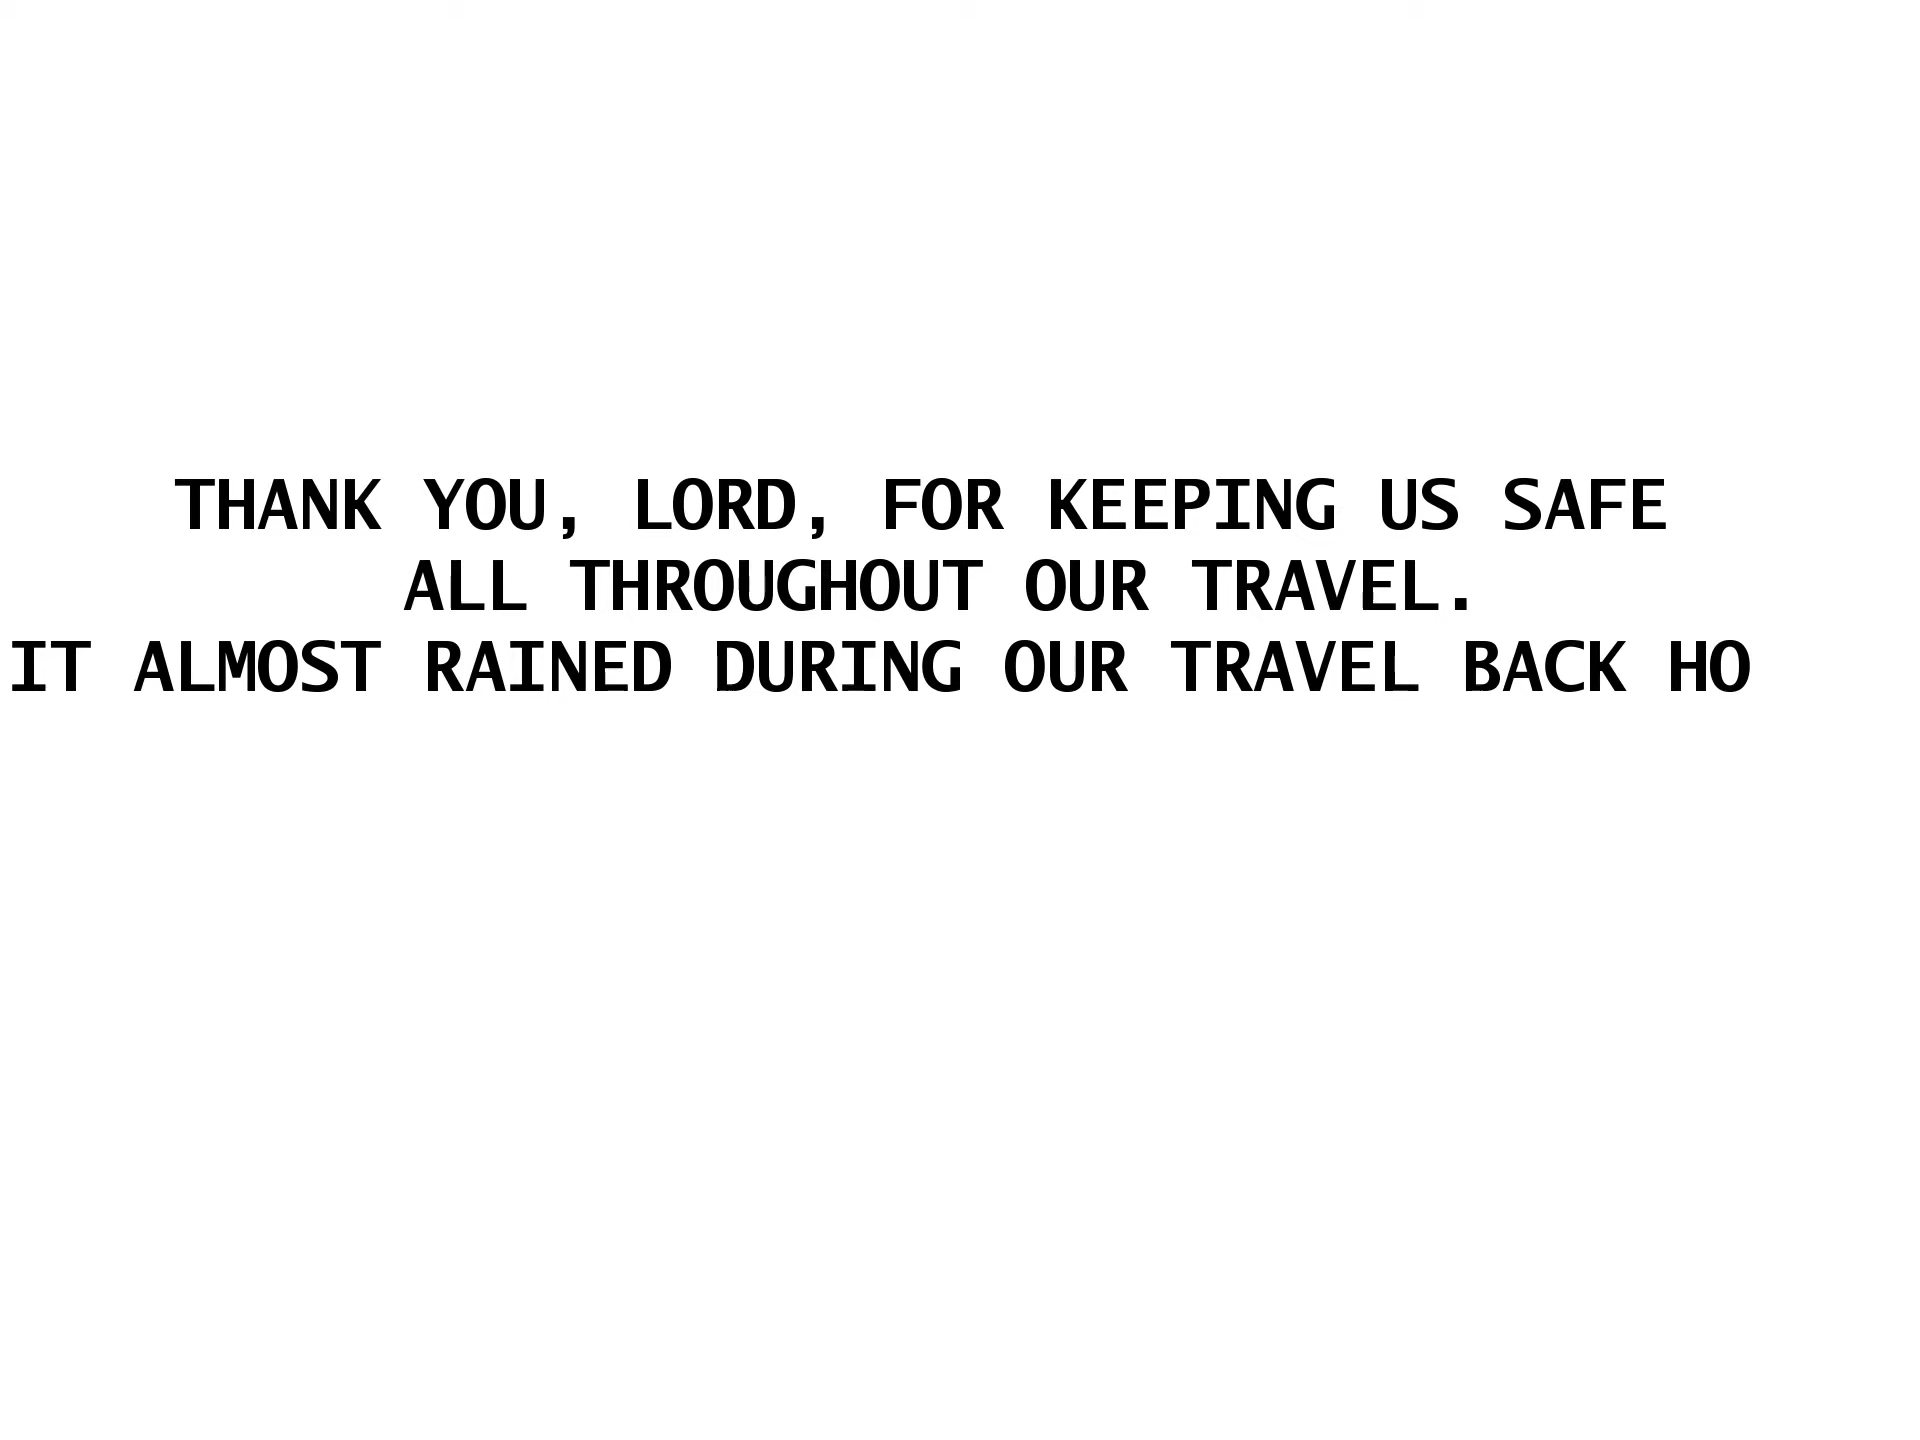 THANK YOU, LORD, FOR KEEPING US SAFE
ALL THROUGHOUT OUR TRAVEL.
IT ALMOST RAINED DURING OUR TRAVEL BACK HO